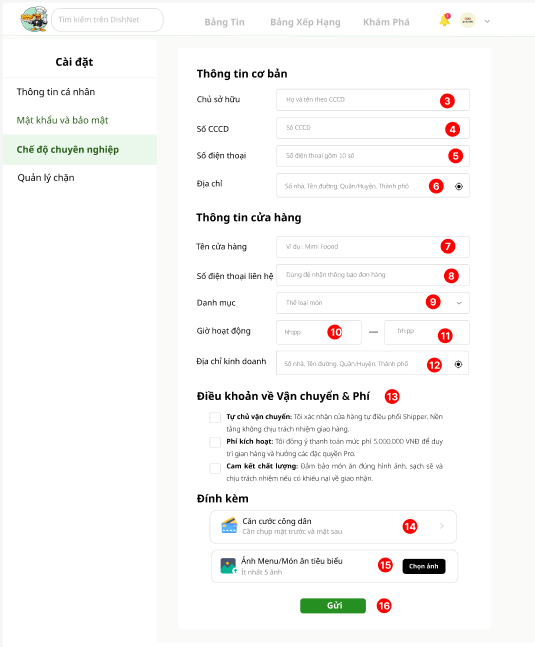 Tìm kiếm trên DishNet
Bảng Tin
Bảng Xếp Hạng
Khám Phá
Cài đặt
Thông tin cá nhân
Mật khẩu và bảo mật
Chế độ chuyên nghiệp
Quản lý chặn
Thông tin cơ bản
Chủ sở hữu
Họ và tên theo CCCD
3
Số CCCD
Số CCCD
4
Số điện thoại
Số điện thoại gồm 10 số
5
Địa chỉ
Số nhà, Tên đường, Quận/Huyện, Thành phố
6
Thông tin cửa hàng
Tên cửa hàng
Ví dụ : Mimi Foood
7
Số điện thoại liên hệ
Dùng để nhận thông báo đơn hàng
8
Danh mục
Thể loại món
9
Giờ hoạt động
hh:pp
10
—
hh:pp
11
Địa chỉ kinh doanh
Số nhà, Tên đường, Quận/Huyện, Thành phố
12
Điều khoản về Vận chuyển & Phí
13
Tự chủ vận chuyển: Tôi xác nhận cửa hàng tự điều phối Shipper. Nền
tảng không chịu trách nhiệm giao hàng.
Phí kích hoạt: Tôi đồng ý thanh toán mức phí 5.000.000 VNĐ để duy
trì gian hàng và hưởng các đặc quyền Pro.
Cam kết chất lượng: Đảm bảo món ăn đúng hình ảnh, sạch sẽ và
chịu trách nhiệm nếu có khiếu nại về giao nhận.
Đính kèm
Căn cước công dân
Cần chụp mặt trước và mặt sau
14
Ảnh Menu/Món ăn tiêu biểu
Ít nhất 5 ảnh
15
Chọn ảnh
Gửi
16